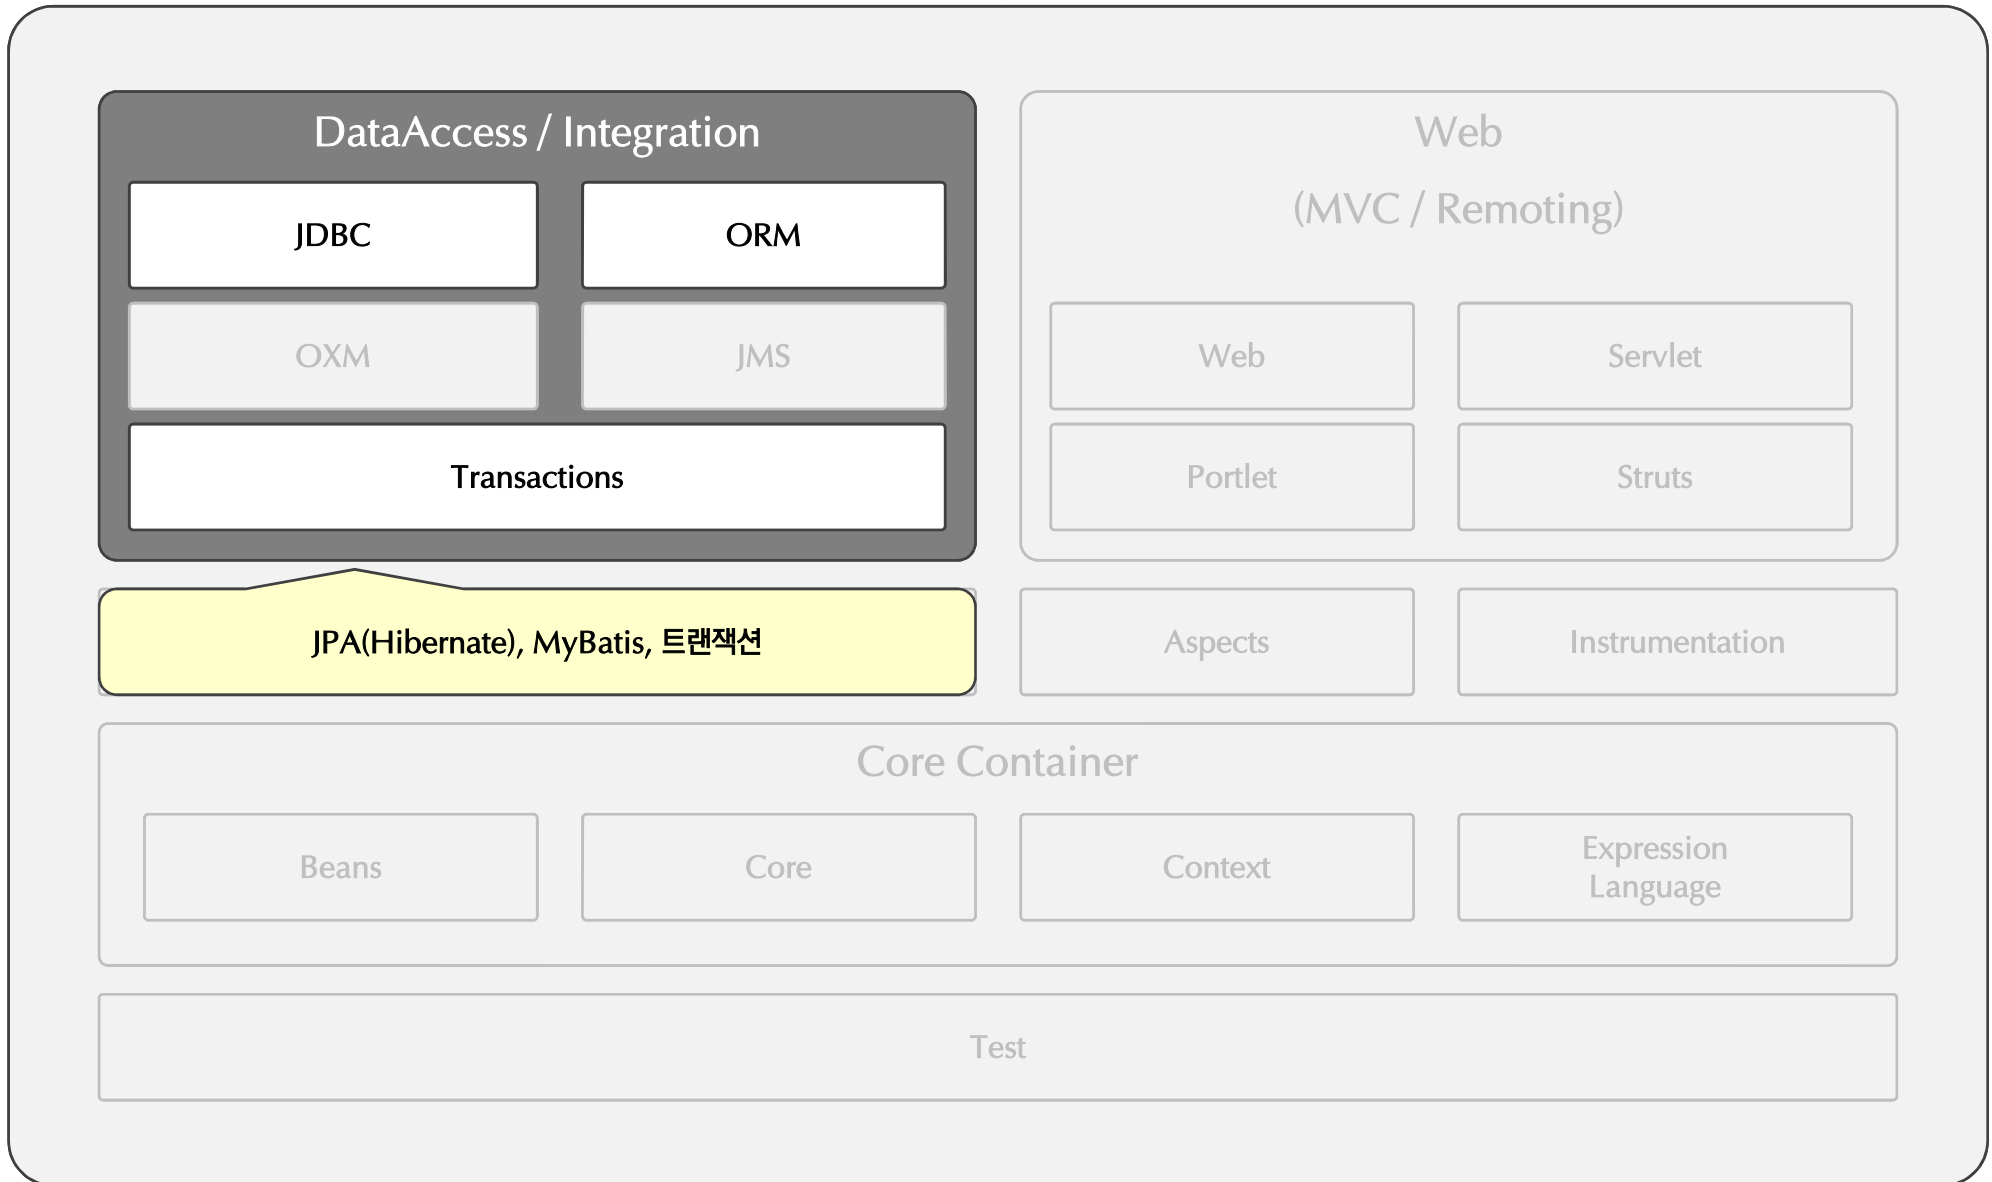 DataAccess / Integration
JDBC
ORM
OXM
JMS
Transactions
JPA(Hibernate), MyBatis, 트랜잭션
Web
(MVC / Remoting)
Web
Servlet
Portlet
Struts
Aspects
Instrumentation
Core Container
Beans
Core
Context
Expression
Language
Test